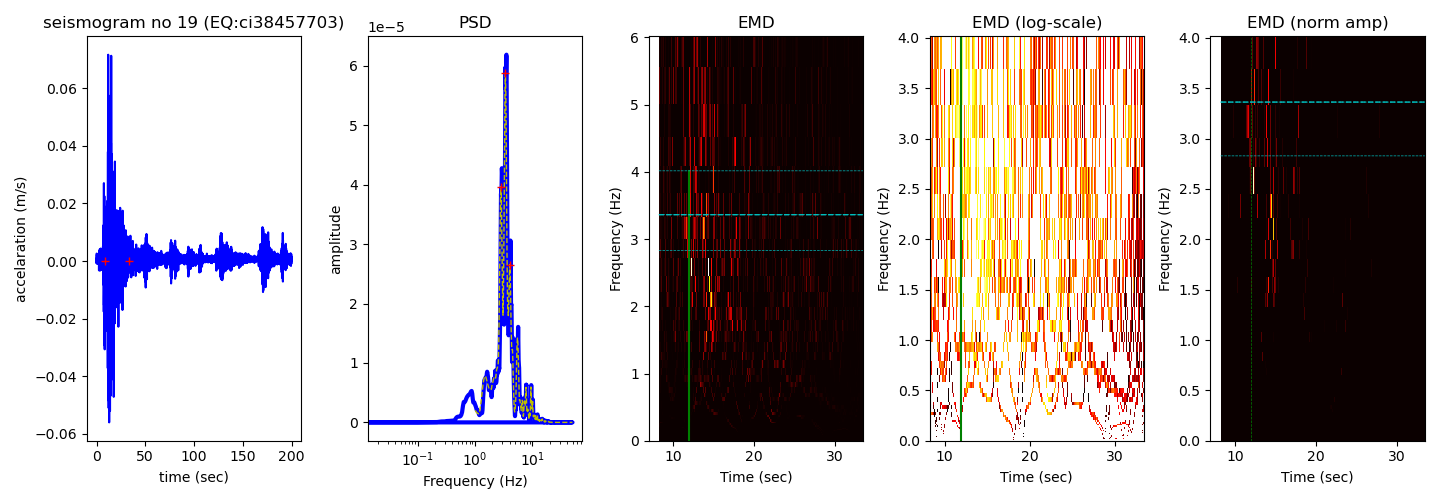 seismogram no 19 (EQ:ci38457703)
accelaration (m/s)
0.06
0.04
0.02
0.00
−0.02
−0.04
−0.06
0 50 100 150 200
time (sec)
PSD
1e−5
amplitude
6
5
4
3
2
1
0
10⁻¹ 10⁰ 10¹
Frequency (Hz)
EMD
Frequency (Hz)
6
5
4
3
2
1
0
10 20 30
Time (sec)
EMD (log-scale)
Frequency (Hz)
4.0
3.5
3.0
2.5
2.0
1.5
1.0
0.5
0.0
10 20 30
Time (sec)
EMD (norm amp)
Frequency (Hz)
4.0
3.5
3.0
2.5
2.0
1.5
1.0
0.5
0.0
10 20 30
Time (sec)